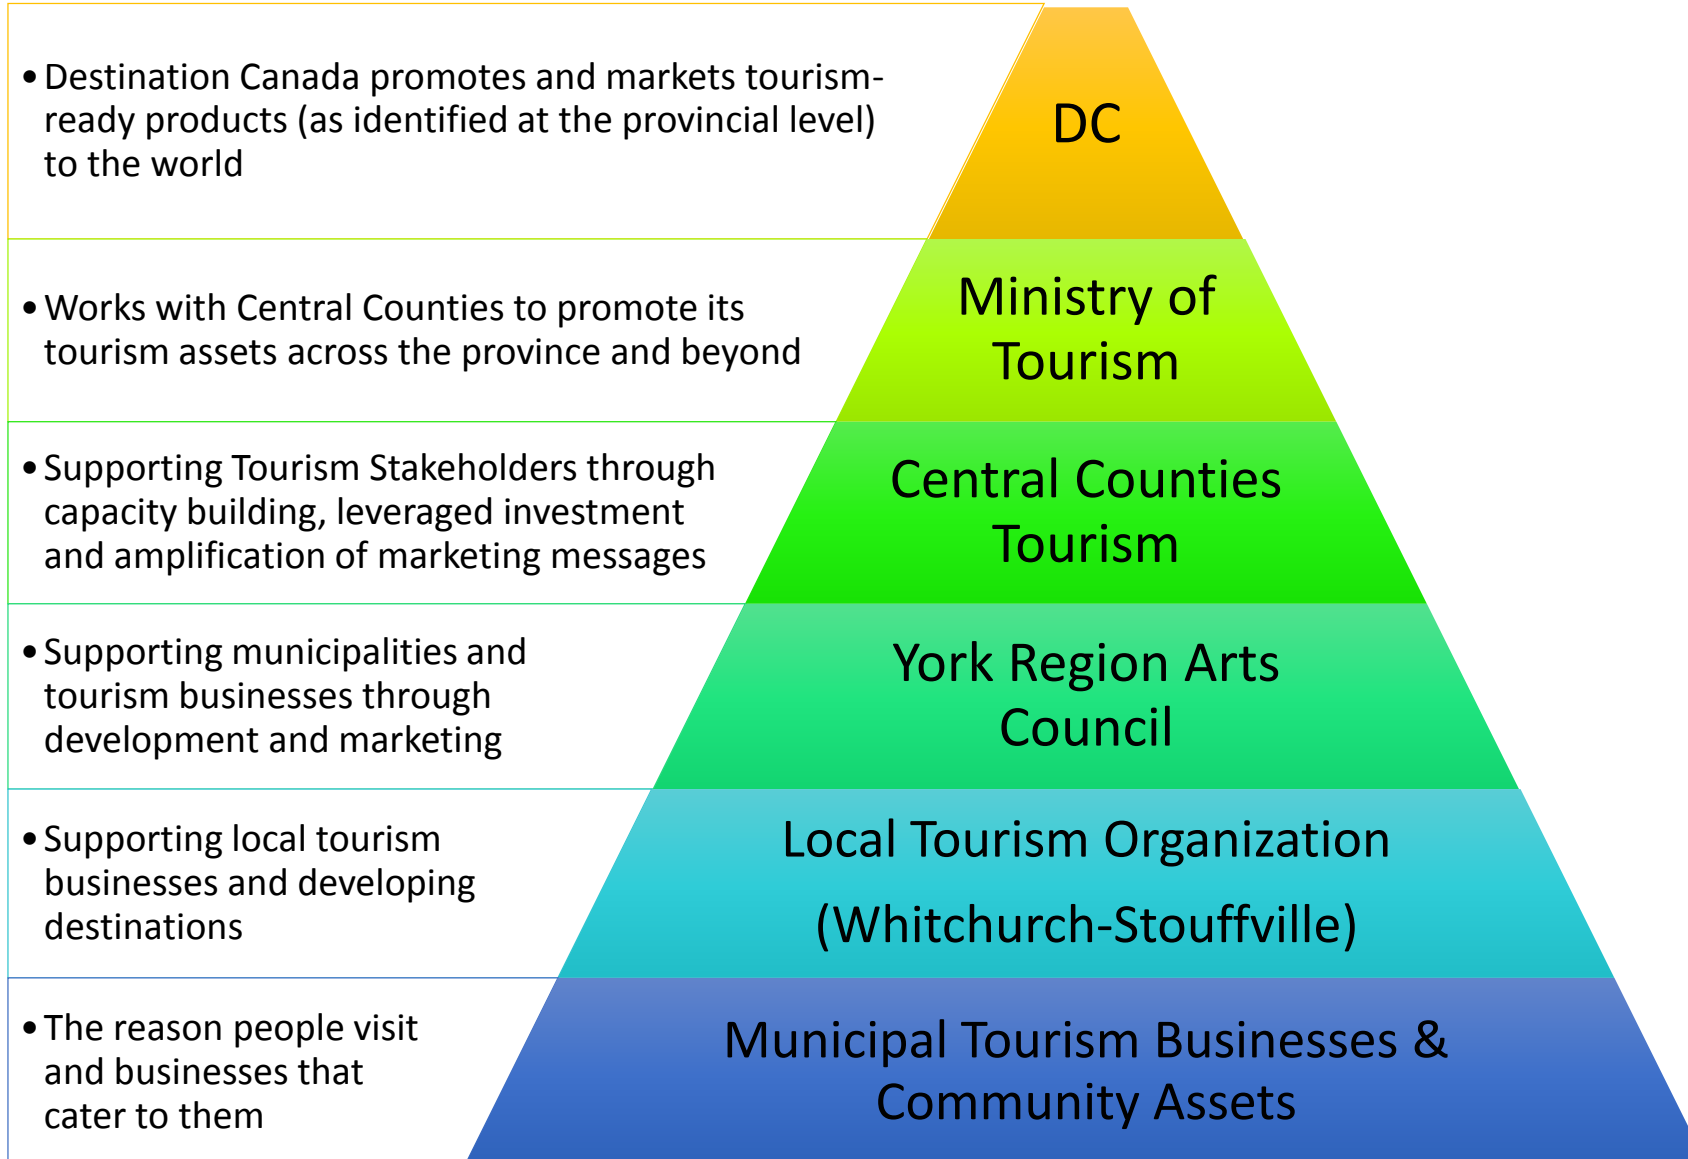 • Destination Canada promotes and markets tourism-
ready products (as identified at the provincial level)
to the world
DC
• Works with Central Counties to promote its
tourism assets across the province and beyond
Ministry of
Tourism
• Supporting Tourism Stakeholders through
capacity building, leveraged investment
and amplification of marketing messages
Central Counties
Tourism
• Supporting municipalities and
tourism businesses through
development and marketing
York Region Arts
Council
• Supporting local tourism
businesses and developing
destinations
Local Tourism Organization
(Whitchurch-Stouffville)
• The reason people visit
and businesses that
cater to them
Municipal Tourism Businesses &
Community Assets